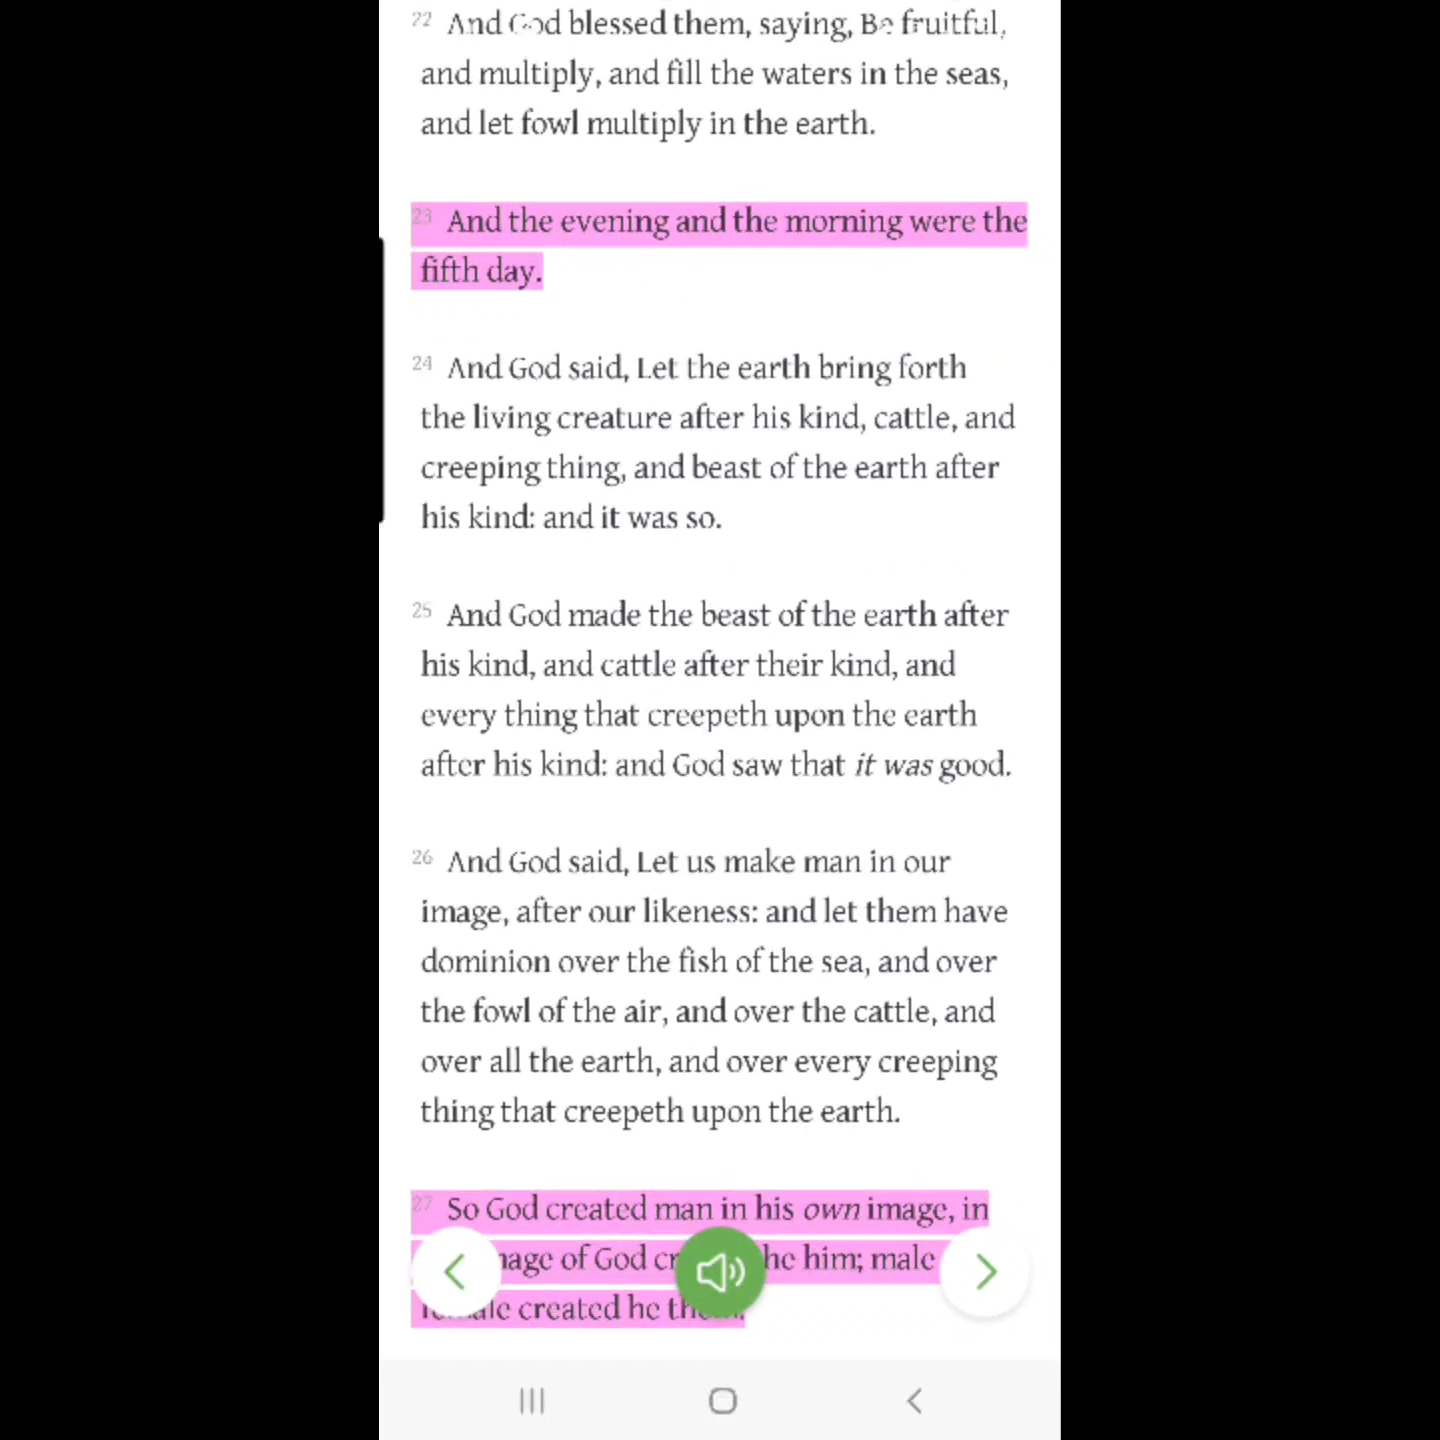 22 And God blessed them, saying, Be fruitful,
and multiply, and fill the waters in the seas,
and let fowl multiply in the earth.
23 And the evening and the morning were the
fifth day.
24 And God said, Let the earth bring forth
the living creature after his kind, cattle, and
creeping thing, and beast of the earth after
his kind: and it was so.
25 And God made the beast of the earth after
his kind, and cattle after their kind, and
every thing that creepeth upon the earth
after his kind: and God saw that it was good.
26 And God said, Let us make man in our
image, after our likeness: and let them have
dominion over the fish of the sea, and over
the fowl of the air, and over the cattle, and
over all the earth, and over every creeping
thing that creepeth upon the earth.
27 So God created man in his own image, in
of God he him; male
created he